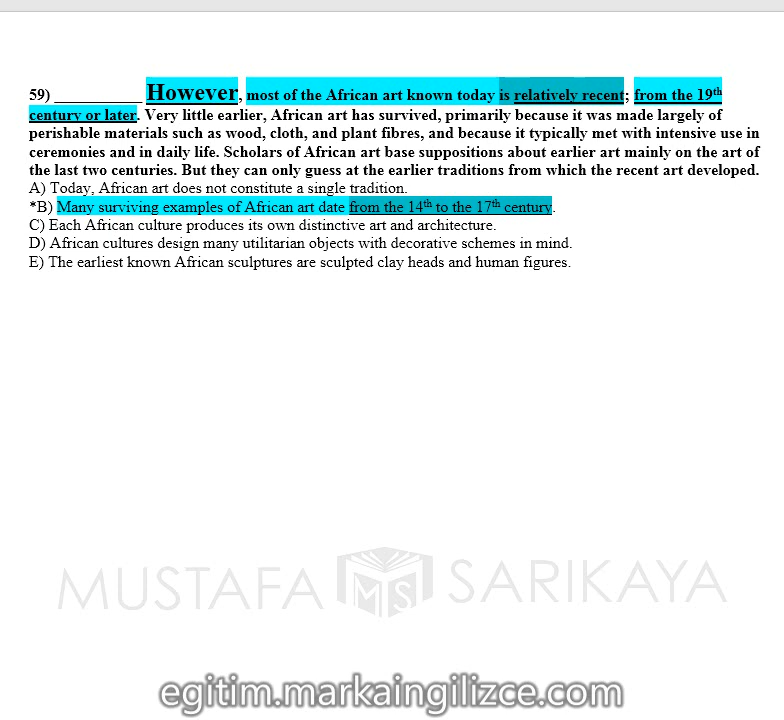 59) __________ However, most of the African art known today is relatively recent; from the 19th
century or later. Very little earlier, African art has survived, primarily because it was made largely of
perishable materials such as wood, cloth, and plant fibres, and because it typically met with intensive use in
ceremonies and in daily life. Scholars of African art base suppositions about earlier art mainly on the art of
the last two centuries. But they can only guess at the earlier traditions from which the recent art developed.
A) Today, African art does not constitute a single tradition.
*B) Many surviving examples of African art date from the 14th to the 17th century.
C) Each African culture produces its own distinctive art and architecture.
D) African cultures design many utilitarian objects with decorative schemes in mind.
E) The earliest known African sculptures are sculpted clay heads and human figures.
MUSTAFA MS SARIKAYA
egitim.markaingilizce.com